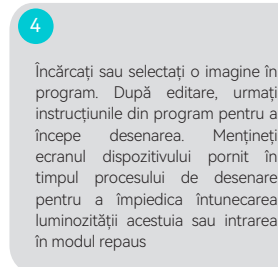 4
Încărcați sau selectați o imagine în
program. După editare, urmați
instrucțiunile din program pentru a
începe desenarea. Mențineți
ecranul dispozitivului pornit în
timpul procesului de desenare
pentru a împiedica întunecarea
luminozității acestuia sau intrarea
în modul repaus